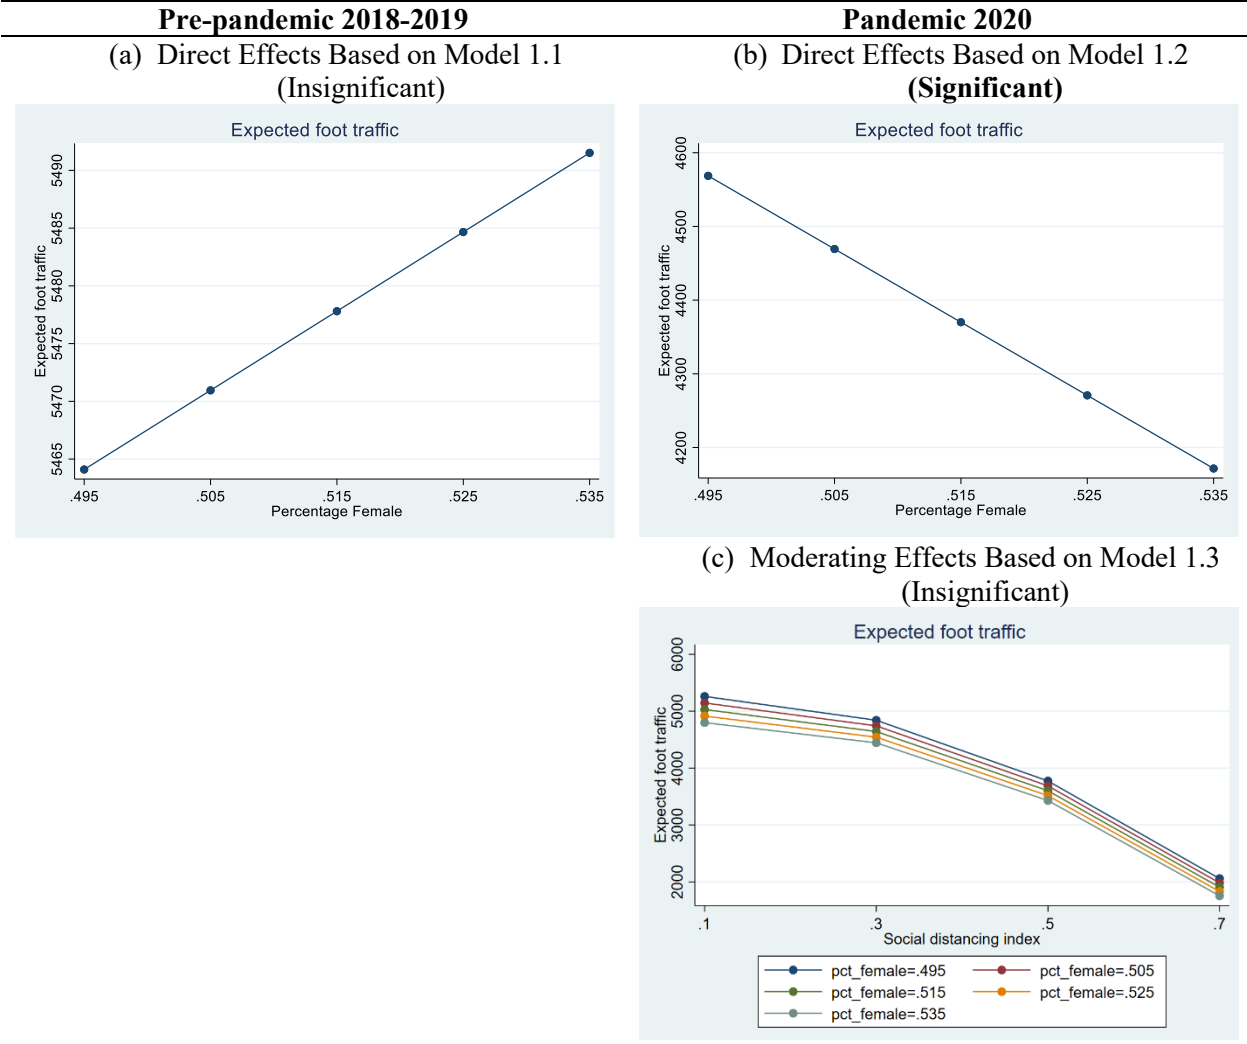 Pre-pandemic 2018-2019
Pandemic 2020
(a) Direct Effects Based on Model 1.1
(Insignificant)
(b) Direct Effects Based on Model 1.2
(Significant)
Expected foot traffic
Expected foot traffic
5490
5485
5480
5475
5470
5465
.495 .505 .515 .525 .535
Percentage Female
Expected foot traffic
Expected foot traffic
4600
4500
4400
4300
4200
.495 .505 .515 .525 .535
Percentage Female
(c) Moderating Effects Based on Model 1.3
(Insignificant)
Expected foot traffic
Expected foot traffic
6000
5000
4000
3000
2000
.1 .3 .5 .7
Social distancing index
pct_female=.495 pct_female=.505
pct_female=.515 pct_female=.525
pct_female=.535